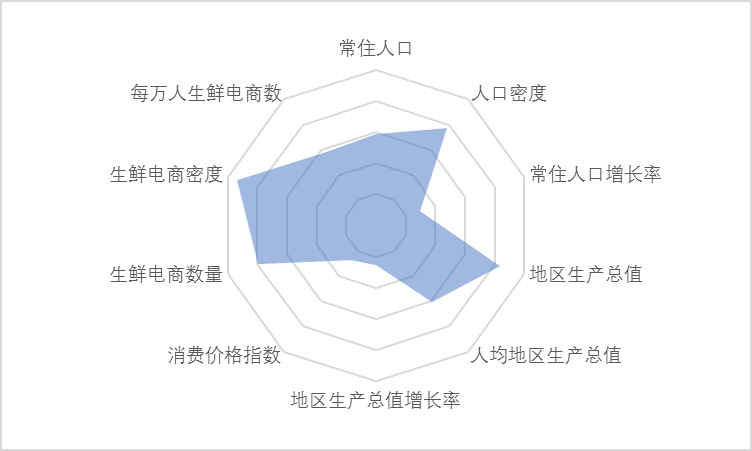 常住人口
人口密度
常住人口增长率
地区生产总值
人均地区生产总值
地区生产总值增长率
消费价格指数
生鲜电商数量
生鲜电商密度
每万人生鲜电商数